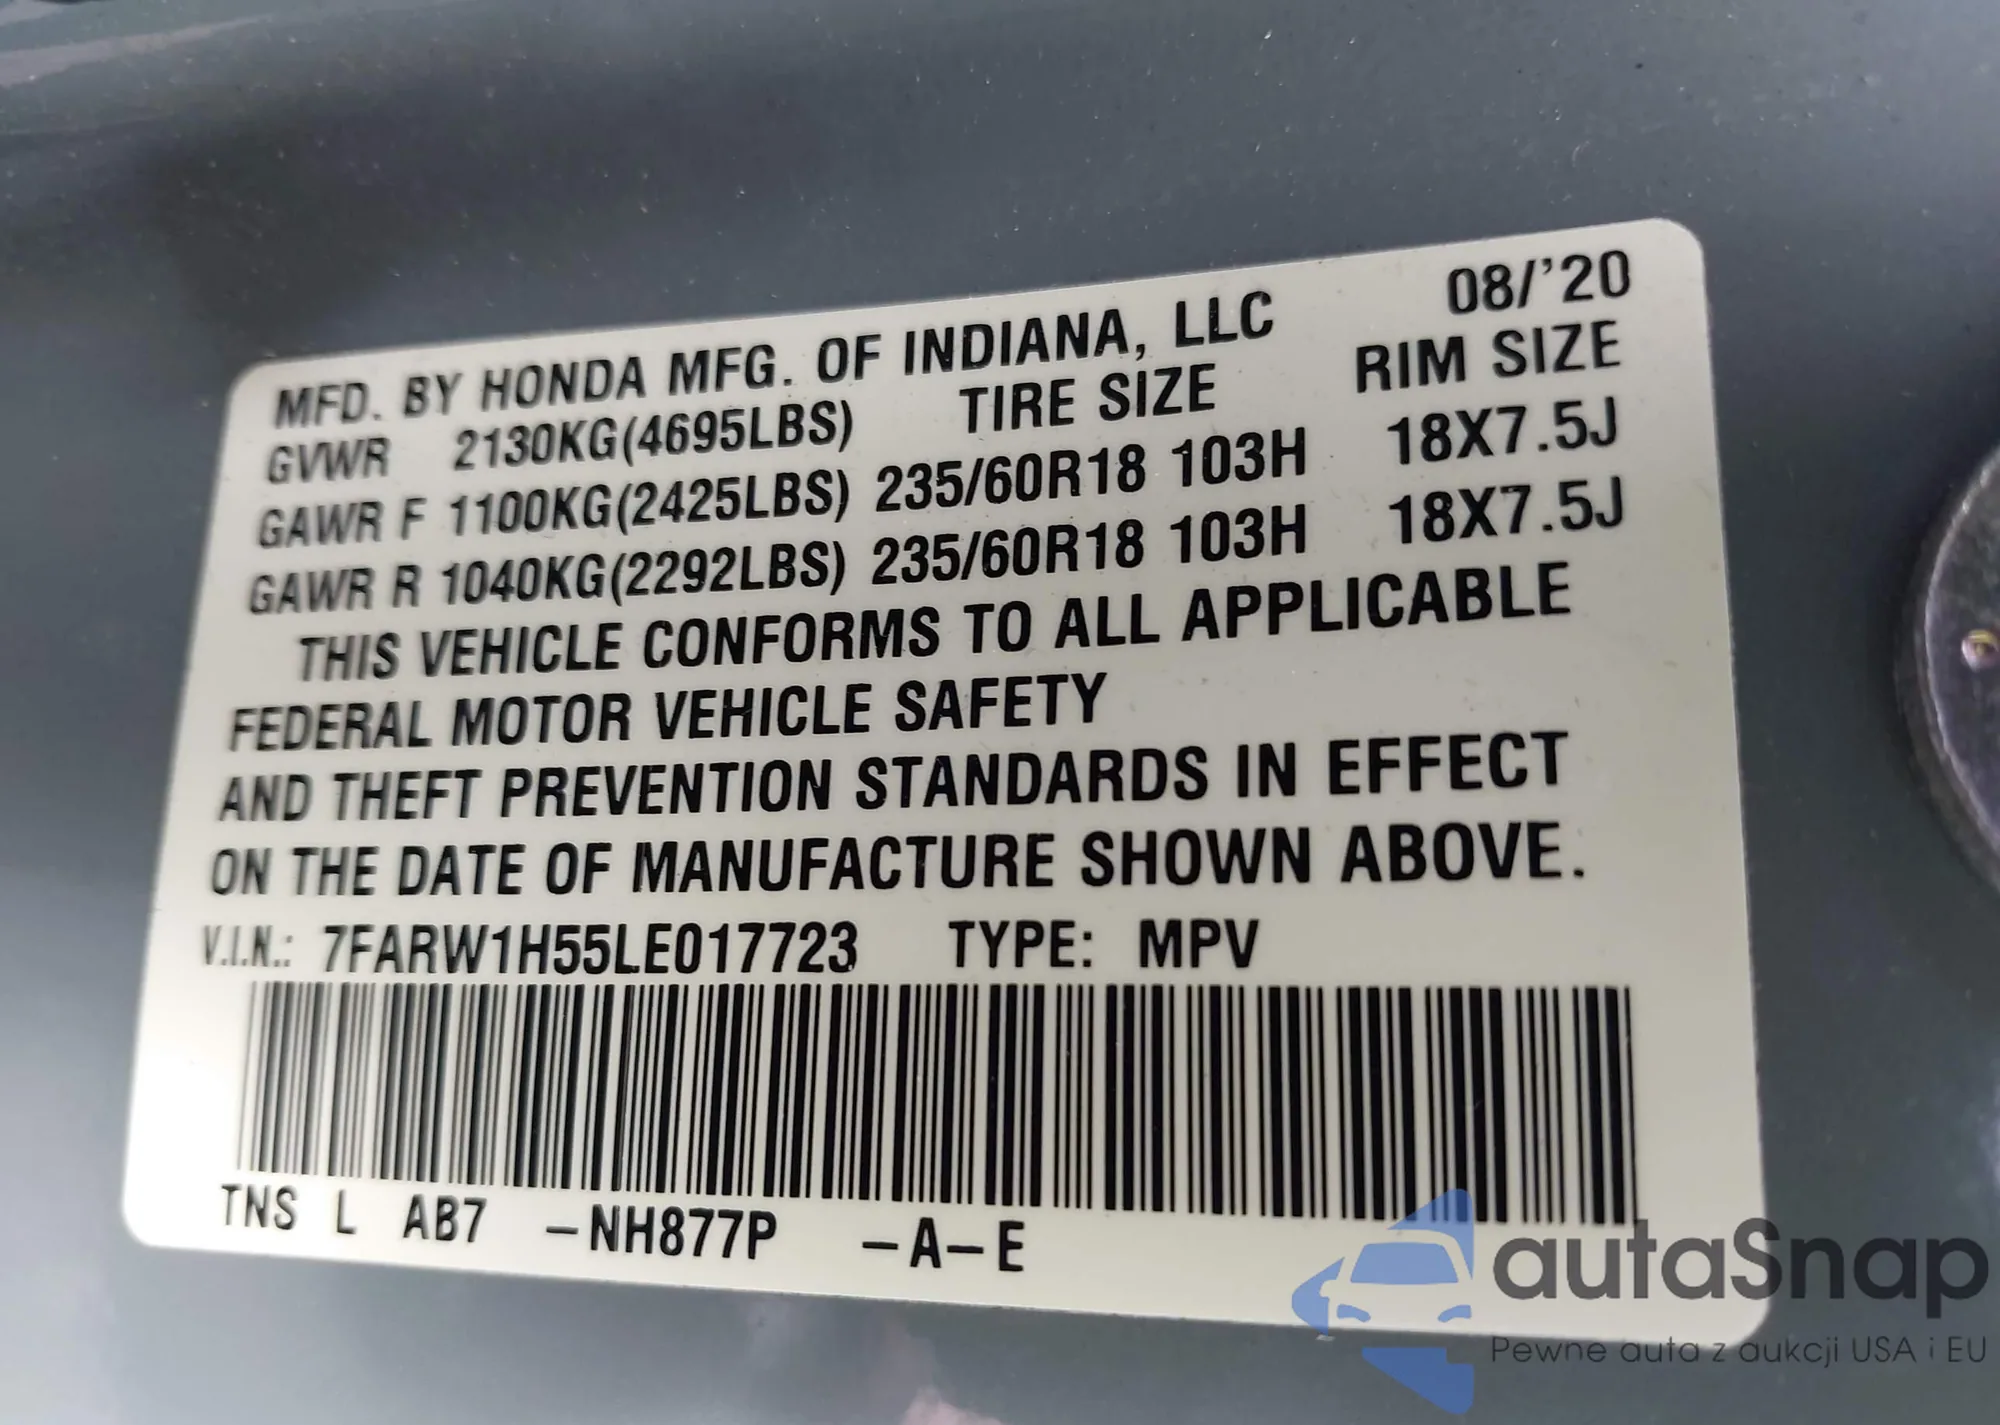 MFD. BY HONDA MFG. OF INDIANA, LLC 08/'20
GVWR 2130KG(4695LBS) TIRE SIZE RIM SIZE
GAWR F 1100KG(2425LBS) 235/60R18 103H 18X7.5J
GAWR R 1040KG(2292LBS) 235/60R18 103H 18X7.5J
THIS VEHICLE CONFORMS TO ALL APPLICABLE
FEDERAL MOTOR VEHICLE SAFETY
AND THEFT PREVENTION STANDARDS IN EFFECT
ON THE DATE OF MANUFACTURE SHOWN ABOVE.
V.I.N.: 7FARW1H55LE017723 TYPE: MPV
TNS L AB7 -NH877P -A-E
autaSnap
Pewne auta z aukcji USA i EU